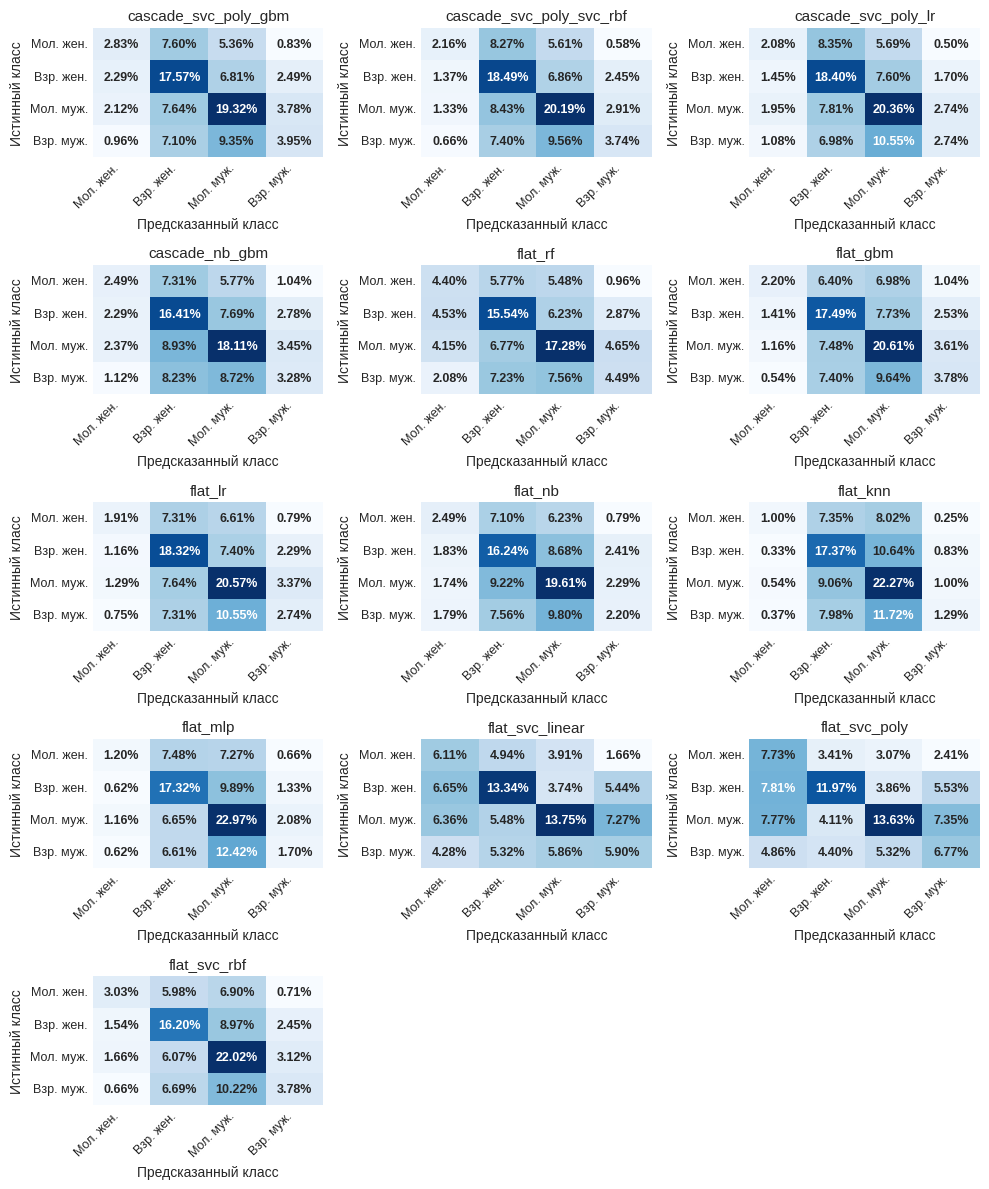 cascade_svc_poly_gbm
Истинный класс
Мол. жен. 2.83% 7.60% 5.36% 0.83%
Взр. жен. 2.29% 17.57% 6.81% 2.49%
Мол. муж. 2.12% 7.64% 19.32% 3.78%
Взр. муж. 0.96% 7.10% 9.35% 3.95%
Мол. жен. Взр. жен. Мол. муж. Взр. муж.
Предсказанный класс
cascade_svc_poly_svc_rbf
Истинный класс
Мол. жен. 2.16% 8.27% 5.61% 0.58%
Взр. жен. 1.37% 18.49% 6.86% 2.45%
Мол. муж. 1.33% 8.43% 20.19% 2.91%
Взр. муж. 0.66% 7.40% 9.56% 3.74%
Мол. жен. Взр. жен. Мол. муж. Взр. муж.
Предсказанный класс
cascade_svc_poly_lr
Истинный класс
Мол. жен. 2.08% 8.35% 5.69% 0.50%
Взр. жен. 1.45% 18.40% 7.60% 1.70%
Мол. муж. 1.95% 7.81% 20.36% 2.74%
Взр. муж. 1.08% 6.98% 10.55% 2.74%
Мол. жен. Взр. жен. Мол. муж. Взр. муж.
Предсказанный класс
cascade_nb_gbm
Истинный класс
Мол. жен. 2.49% 7.31% 5.77% 1.04%
Взр. жен. 2.29% 16.41% 7.69% 2.78%
Мол. муж. 2.37% 8.93% 18.11% 3.45%
Взр. муж. 1.12% 8.23% 8.72% 3.28%
Мол. жен. Взр. жен. Мол. муж. Взр. муж.
Предсказанный класс
flat_rf
Истинный класс
Мол. жен. 4.40% 5.77% 5.48% 0.96%
Взр. жен. 4.53% 15.54% 6.23% 2.87%
Мол. муж. 4.15% 6.77% 17.28% 4.65%
Взр. муж. 2.08% 7.23% 7.56% 4.49%
Мол. жен. Взр. жен. Мол. муж. Взр. муж.
Предсказанный класс
flat_gbm
Истинный класс
Мол. жен. 2.20% 6.40% 6.98% 1.04%
Взр. жен. 1.41% 17.49% 7.73% 2.53%
Мол. муж. 1.16% 7.48% 20.61% 3.61%
Взр. муж. 0.54% 7.40% 9.64% 3.78%
Мол. жен. Взр. жен. Мол. муж. Взр. муж.
Предсказанный класс
flat_lr
Истинный класс
Мол. жен. 1.91% 7.31% 6.61% 0.79%
Взр. жен. 1.16% 18.32% 7.40% 2.29%
Мол. муж. 1.29% 7.64% 20.57% 3.37%
Взр. муж. 0.75% 7.31% 10.55% 2.74%
Мол. жен. Взр. жен. Мол. муж. Взр. муж.
Предсказанный класс
flat_nb
Истинный класс
Мол. жен. 2.49% 7.10% 6.23% 0.79%
Взр. жен. 1.83% 16.24% 8.68% 2.41%
Мол. муж. 1.74% 9.22% 19.61% 2.29%
Взр. муж. 1.79% 7.56% 9.80% 2.20%
Мол. жен. Взр. жен. Мол. муж. Взр. муж.
Предсказанный класс
flat_knn
Истинный класс
Мол. жен. 1.00% 7.35% 8.02% 0.25%
Взр. жен. 0.33% 17.37% 10.64% 0.83%
Мол. муж. 0.54% 9.06% 22.27% 1.00%
Взр. муж. 0.37% 7.98% 11.72% 1.29%
Мол. жен. Взр. жен. Мол. муж. Взр. муж.
Предсказанный класс
flat_mlp
Истинный класс
Мол. жен. 1.20% 7.48% 7.27% 0.66%
Взр. жен. 0.62% 17.32% 9.89% 1.33%
Мол. муж. 1.16% 6.65% 22.97% 2.08%
Взр. муж. 0.62% 6.61% 12.42% 1.70%
Мол. жен. Взр. жен. Мол. муж. Взр. муж.
Предсказанный класс
flat_svc_linear
Истинный класс
Мол. жен. 6.11% 4.94% 3.91% 1.66%
Взр. жен. 6.65% 13.34% 3.74% 5.44%
Мол. муж. 6.36% 5.48% 13.75% 7.27%
Взр. муж. 4.28% 5.32% 5.86% 5.90%
Мол. жен. Взр. жен. Мол. муж. Взр. муж.
Предсказанный класс
flat_svc_poly
Истинный класс
Мол. жен. 7.73% 3.41% 3.07% 2.41%
Взр. жен. 7.81% 11.97% 3.86% 5.53%
Мол. муж. 7.77% 4.11% 13.63% 7.35%
Взр. муж. 4.86% 4.40% 5.32% 6.77%
Мол. жен. Взр. жен. Мол. муж. Взр. муж.
Предсказанный класс
flat_svc_rbf
Истинный класс
Мол. жен. 3.03% 5.98% 6.90% 0.71%
Взр. жен. 1.54% 16.20% 8.97% 2.45%
Мол. муж. 1.66% 6.07% 22.02% 3.12%
Взр. муж. 0.66% 6.69% 10.22% 3.78%
Мол. жен. Взр. жен. Мол. муж. Взр. муж.
Предсказанный класс